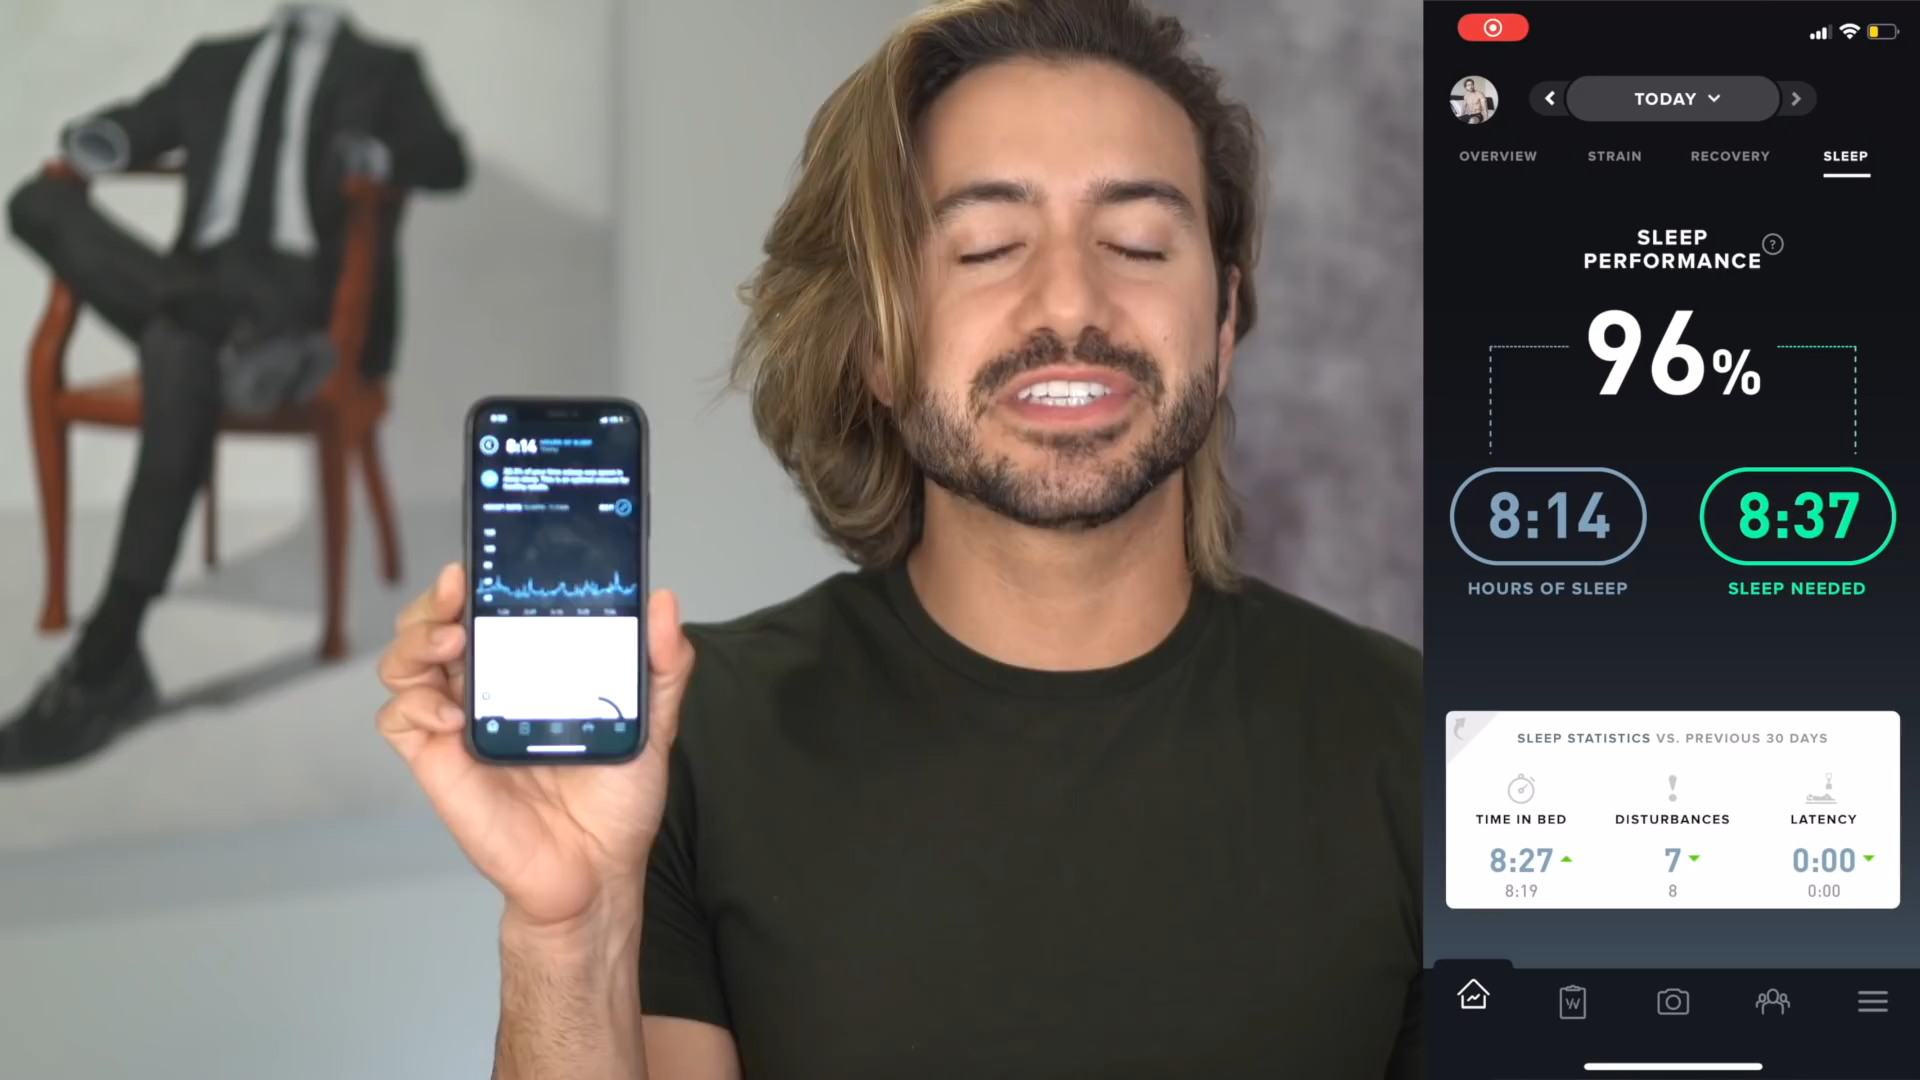 8:14
TODAY
OVERVIEW STRAIN RECOVERY SLEEP
SLEEP
PERFORMANCE ?
96%
8:14 8:37
HOURS OF SLEEP SLEEP NEEDED
SLEEP STATISTICS VS. PREVIOUS 30 DAYS
TIME IN BED DISTURBANCES LATENCY
8:27 7 0:00
8:19 8 0:00
W